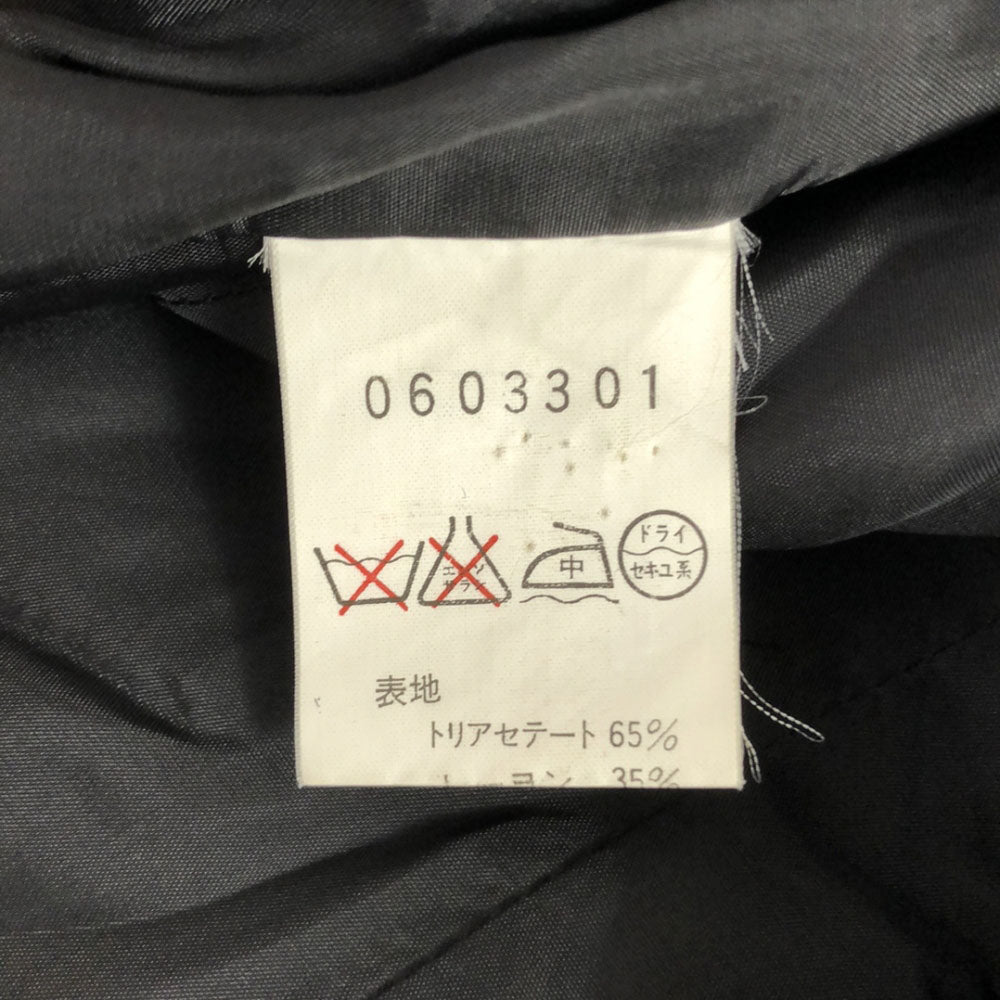 0603301
エンソ
サラシ
中
ドライ
セキユ系
表地
トリアセテート 65%
35%